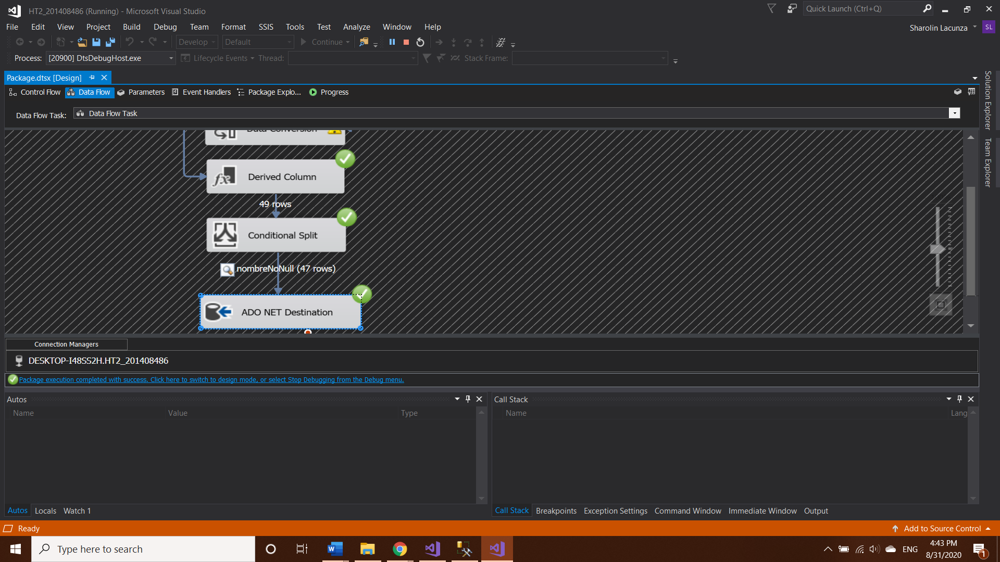 HT2_201408486 (Running) - Microsoft Visual Studio
Quick Launch (Ctrl+Q)
File Edit View Project Build Debug Team Format SSIS Tools Test Analyze Window Help
Sharolin Lacunza SL
Develop Default Continue
Process: [20900] DtsDebugHost.exe Lifecycle Events Thread: Stack Frame:
Package.dtsx [Design]
Control Flow Data Flow Parameters Event Handlers Package Explo... Progress
Data Flow Task: Data Flow Task
Solution Explorer
Team Explorer
Data Conversion
Derived Column
49 rows
Conditional Split
nombreNoNull (47 rows)
ADO NET Destination
Connection Managers
DESKTOP-I48SS2H.HT2_201408486
Package execution completed with success. Click here to switch to design mode, or select Stop Debugging from the Debug menu.
Autos
Name Value Type
Call Stack
Name Lang
Autos Locals Watch 1
Call Stack Breakpoints Exception Settings Command Window Immediate Window Output
Ready
Add to Source Control
Type here to search
ENG
4:43 PM
8/31/2020
1